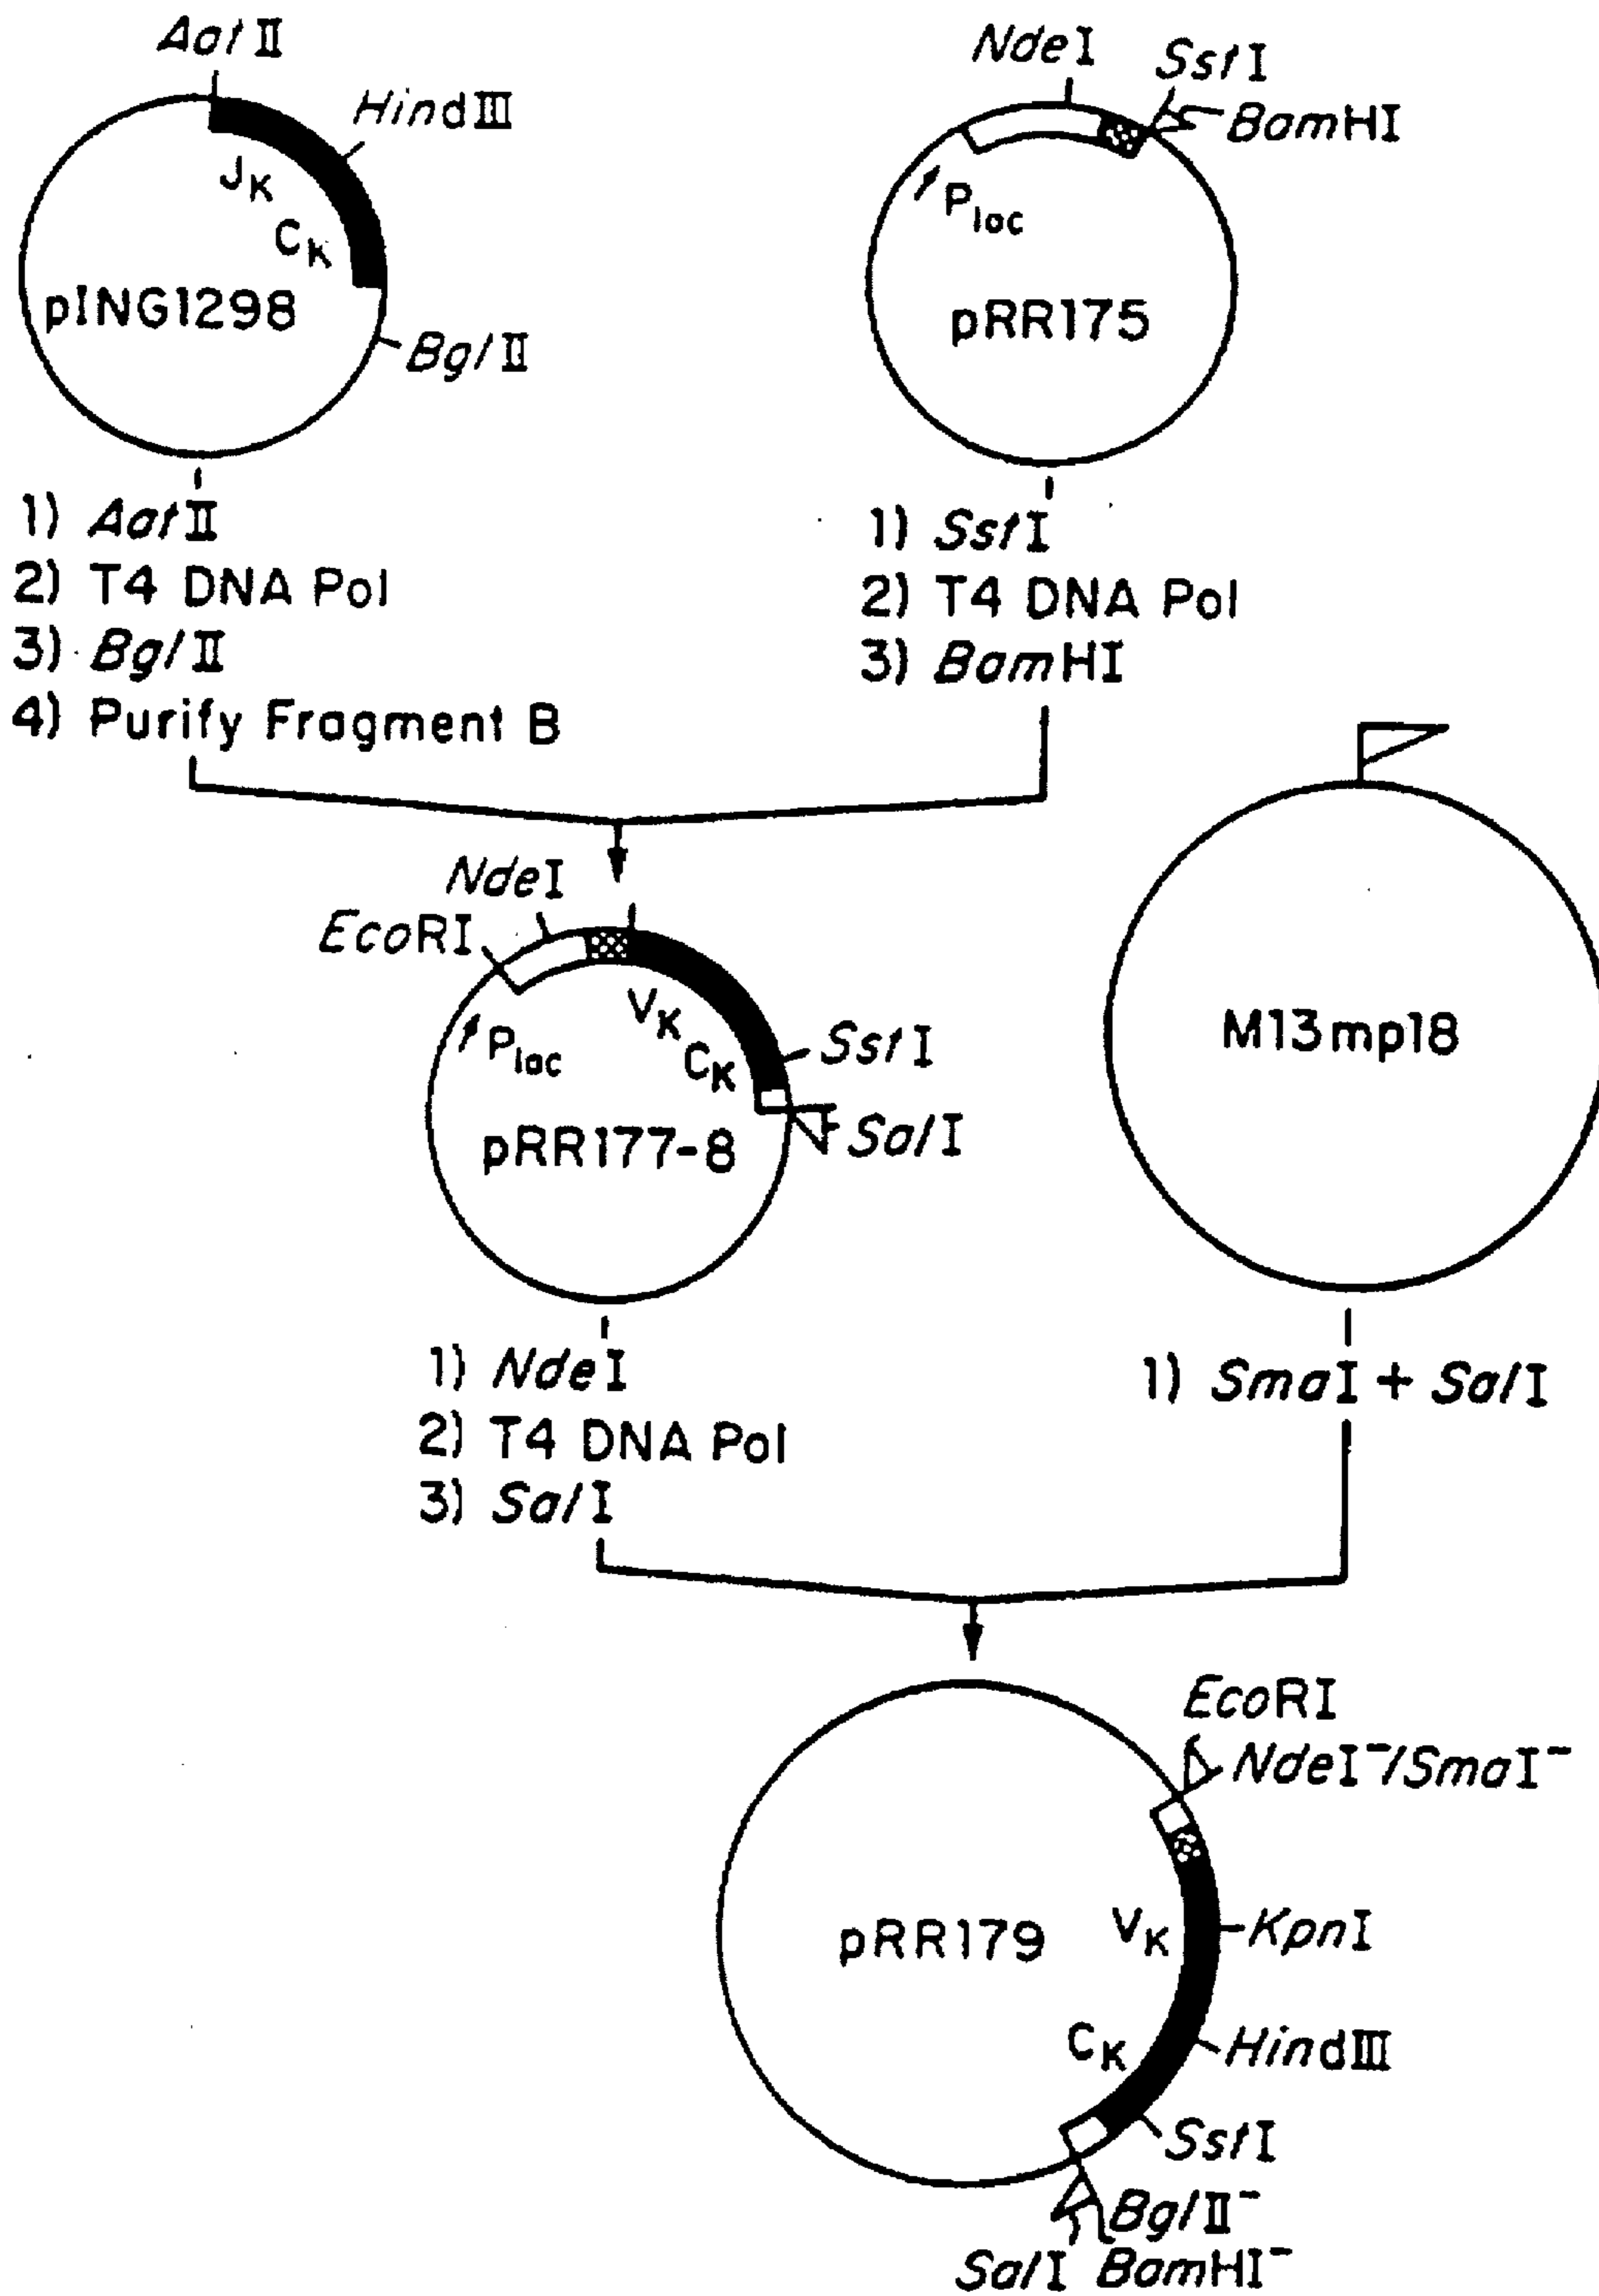 AatII
HindIII
JK
CK
pING1298
BglII
NdeI
SstI
BamHI
Plac
pRR175
1) AatII
2) T4 DNA Pol
3) BglII
4) Purify Fragment B
1) SstI
2) T4 DNA Pol
3) BamHI
NdeI
EcoRI
VK
CK
Plac
SstI
SalI
pRR177-8
M13mp18
1) NdeI
2) T4 DNA Pol
3) SalI
1) SmaI + SalI
EcoRI
NdeI⁻/SmaI⁻
VK
KpnI
pRR179
CK
HindIII
SstI
BglII⁻
SalI BamHI⁻